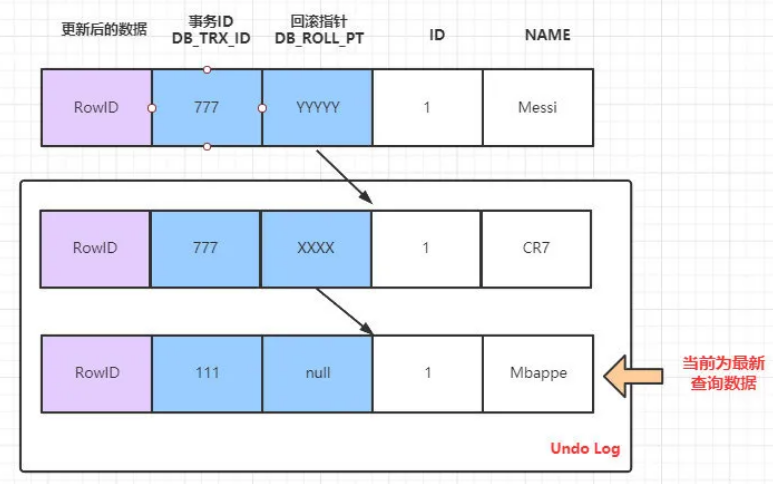 更新后的数据
事务ID
DB_TRX_ID
回滚指针
DB_ROLL_PT
ID
NAME
RowID
777
YYYYY
1
Messi
RowID
777
XXXX
1
CR7
RowID
111
null
1
Mbappe
当前为最新
查询数据
Undo Log